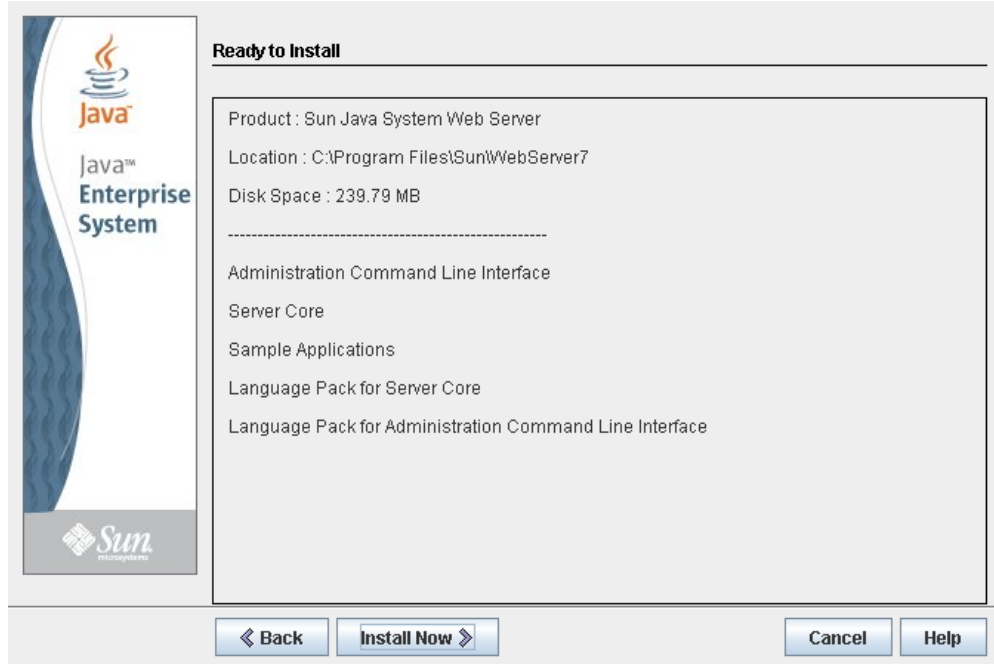 Java™
Java™
Enterprise
System
Sun
microsystems
Ready to Install
Product : Sun Java System Web Server
Location : C:\Program Files\Sun\WebServer7
Disk Space : 239.79 MB
------------------------------------------------------
Administration Command Line Interface
Server Core
Sample Applications
Language Pack for Server Core
Language Pack for Administration Command Line Interface
Back
Install Now
Cancel
Help